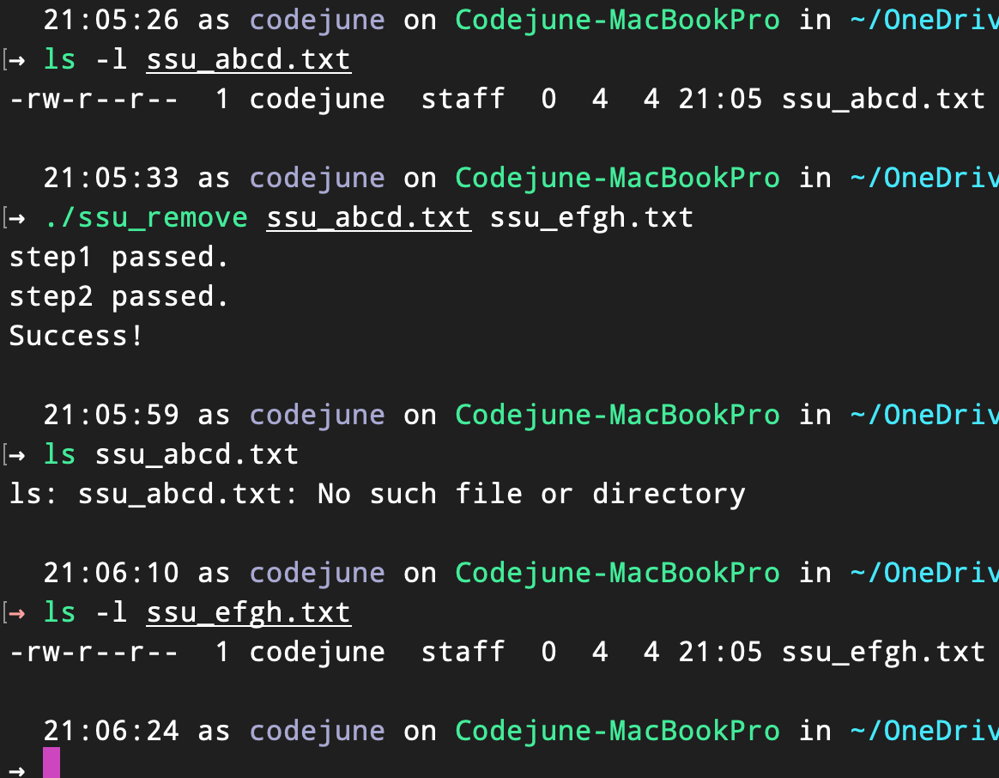 21:05:26 as codejune on Codejune-MacBookPro in ~/OneDriv
[→ ls -l ssu_abcd.txt
-rw-r--r--  1 codejune  staff  0  4  4 21:05 ssu_abcd.txt
21:05:33 as codejune on Codejune-MacBookPro in ~/OneDriv
[→ ./ssu_remove ssu_abcd.txt ssu_efgh.txt
step1 passed.
step2 passed.
Success!
21:05:59 as codejune on Codejune-MacBookPro in ~/OneDriv
[→ ls ssu_abcd.txt
ls: ssu_abcd.txt: No such file or directory
21:06:10 as codejune on Codejune-MacBookPro in ~/OneDriv
[→ ls -l ssu_efgh.txt
-rw-r--r--  1 codejune  staff  0  4  4 21:05 ssu_efgh.txt
21:06:24 as codejune on Codejune-MacBookPro in ~/OneDriv
→